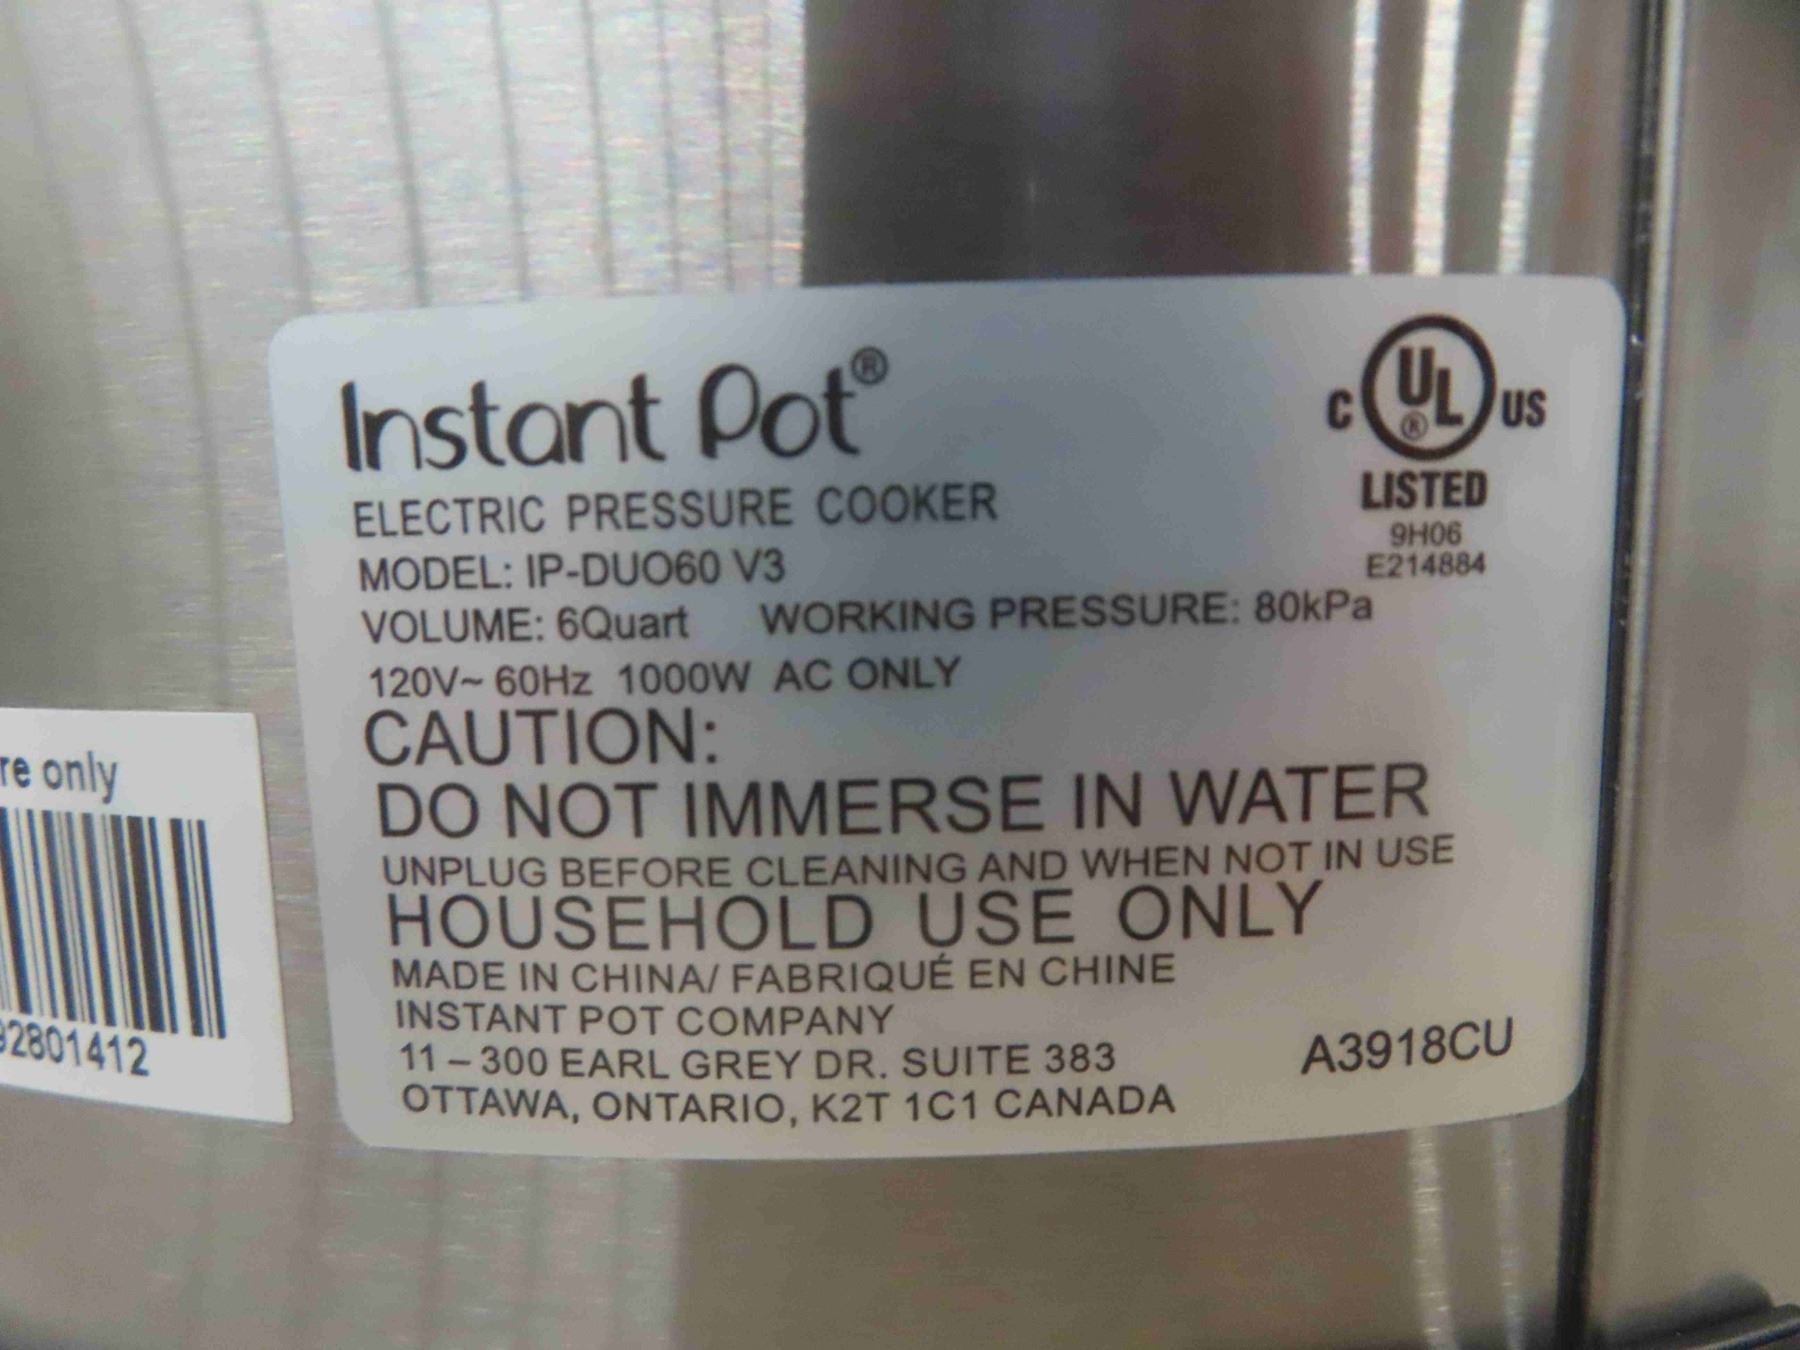 Instant Pot®
C UL® US
LISTED
9H06
E214884
ELECTRIC PRESSURE COOKER
MODEL: IP-DUO60 V3
VOLUME: 6Quart WORKING PRESSURE: 80kPa
120V~ 60Hz 1000W AC ONLY
CAUTION:
DO NOT IMMERSE IN WATER
UNPLUG BEFORE CLEANING AND WHEN NOT IN USE
HOUSEHOLD USE ONLY
MADE IN CHINA/ FABRIQUÉ EN CHINE
INSTANT POT COMPANY
11 – 300 EARL GREY DR. SUITE 383
OTTAWA, ONTARIO, K2T 1C1 CANADA
A3918CU
re only
2801412